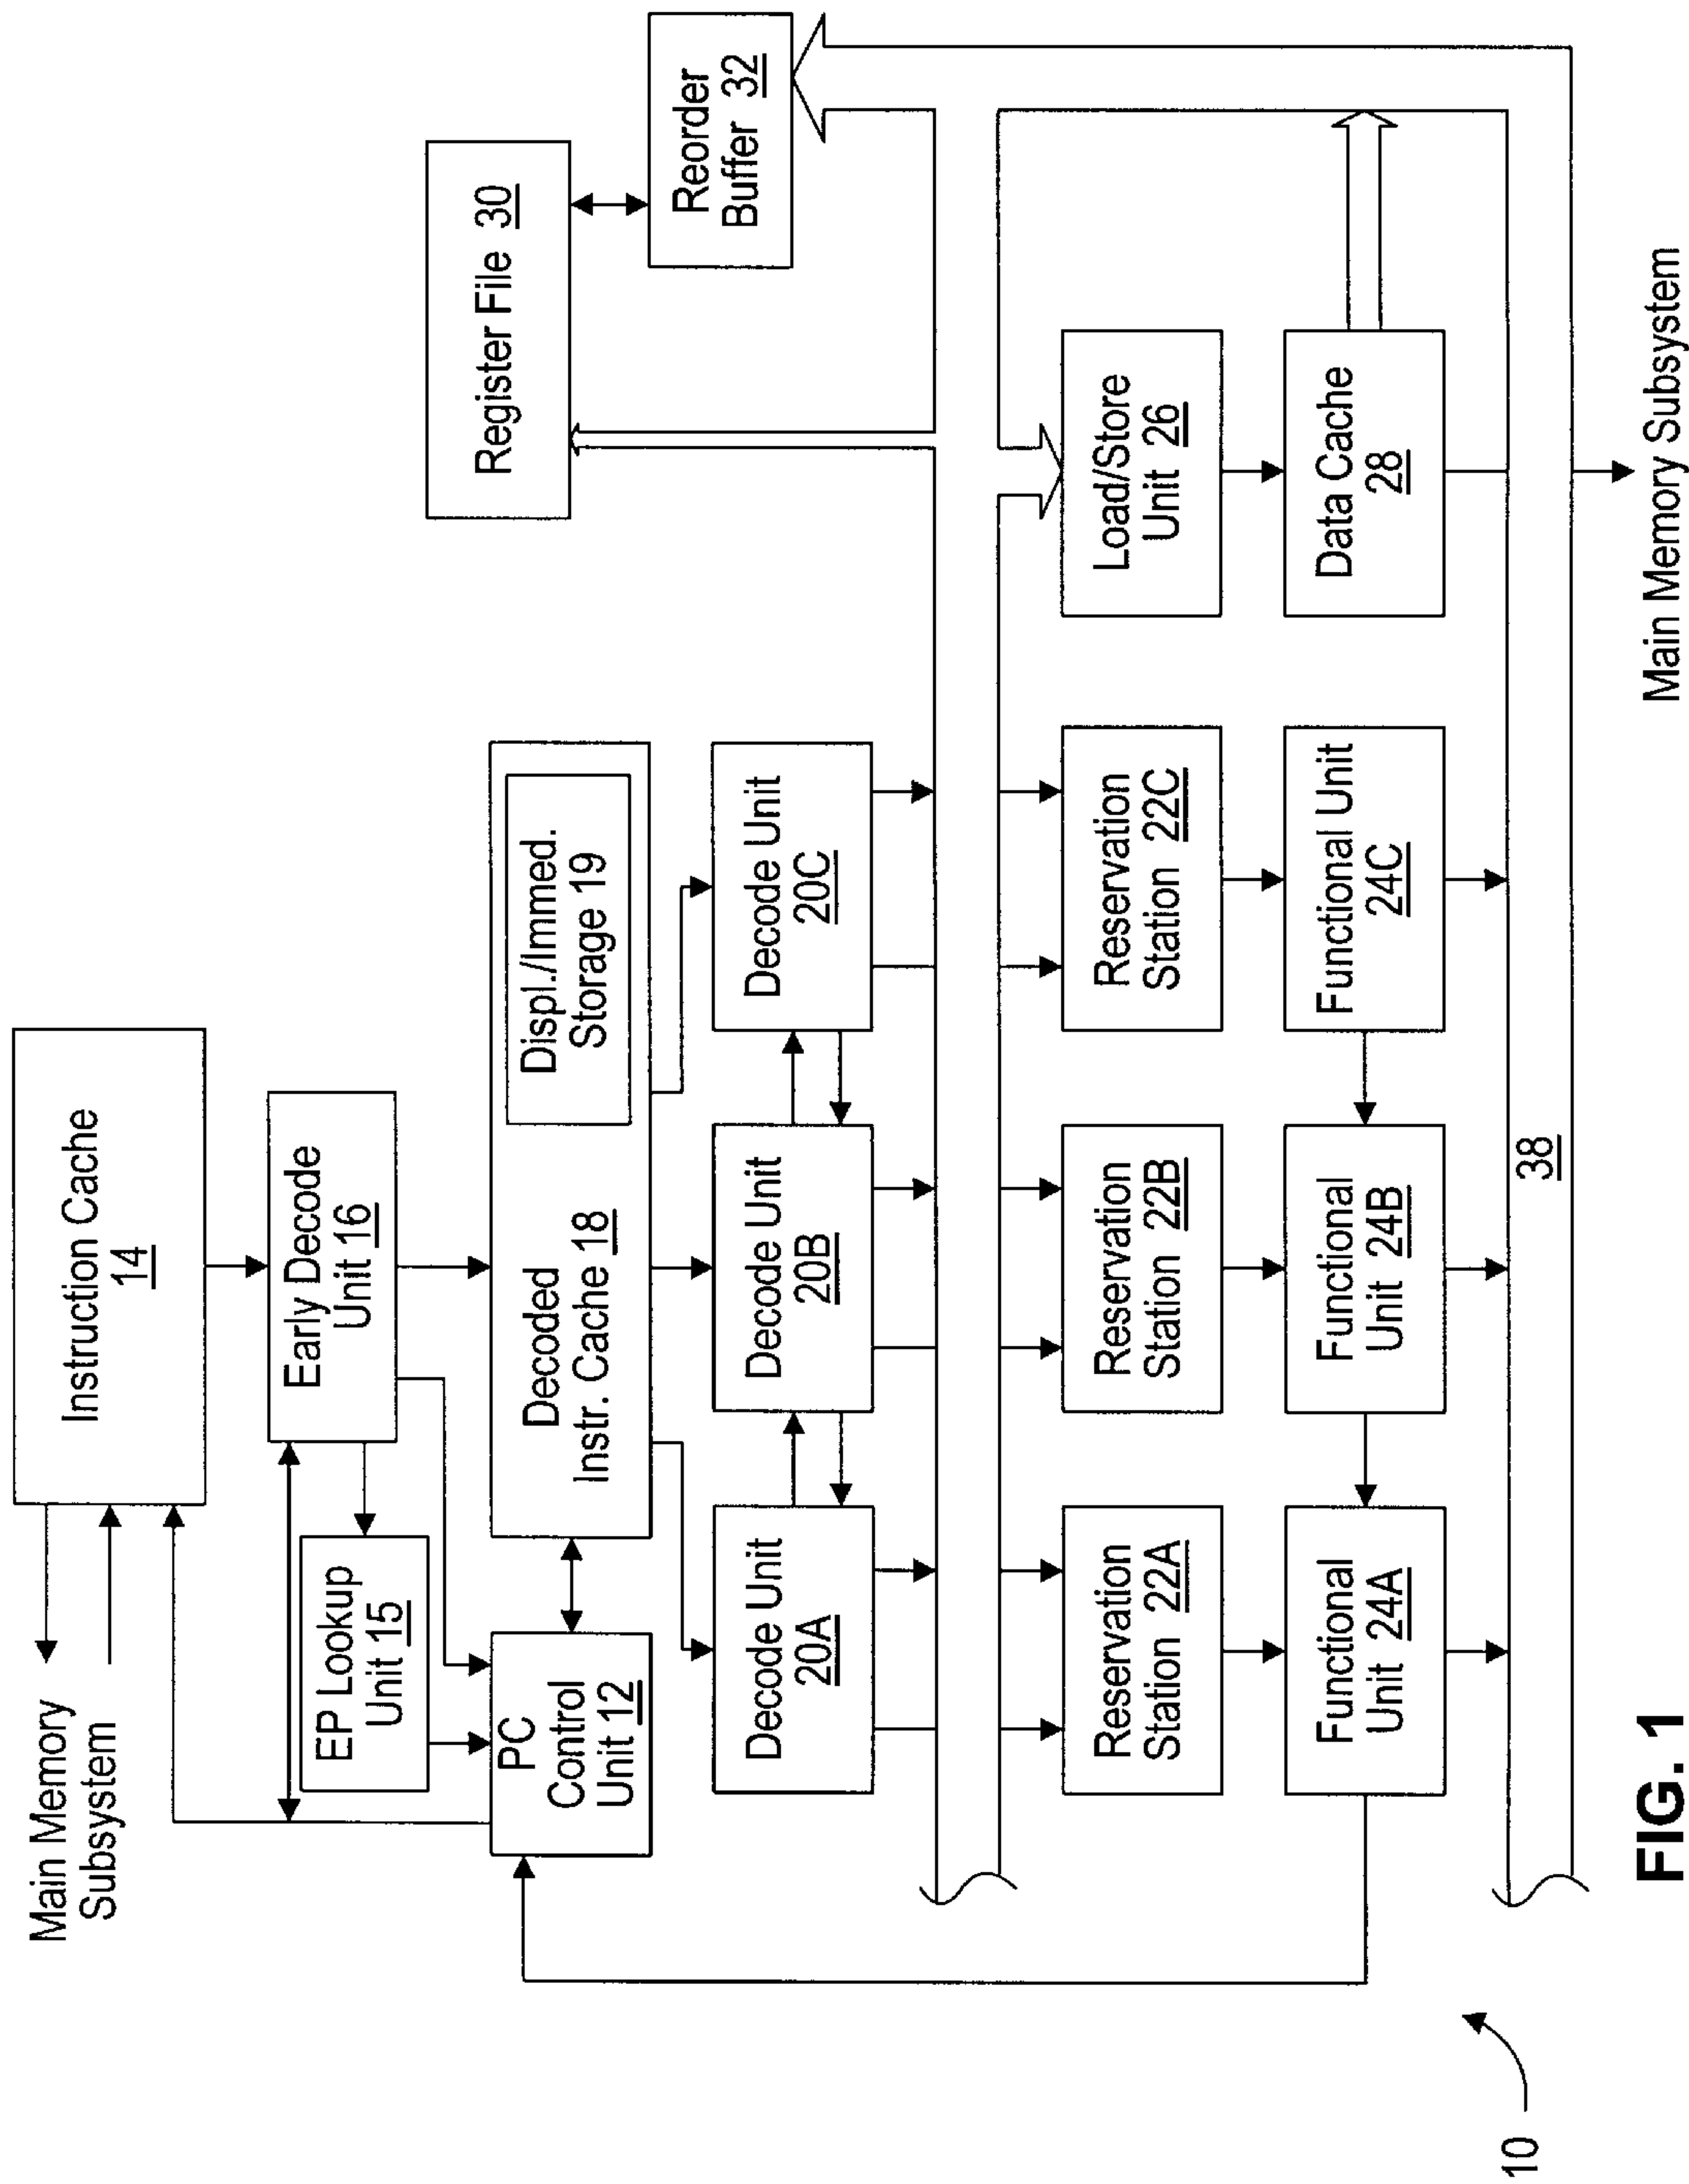 Main Memory
Subsystem
Instruction Cache
14
Early Decode
Unit 16
EP Lookup
Unit 15
PC
Control
Unit 12
Decoded
Instr. Cache 18
Displ./Immed.
Storage 19
Register File 30
Reorder
Buffer 32
Decode Unit
20A
Decode Unit
20B
Decode Unit
20C
Reservation
Station 22A
Reservation
Station 22B
Reservation
Station 22C
Load/Store
Unit 26
Functional
Unit 24A
Functional
Unit 24B
Functional Unit
24C
Data Cache
28
38
Main Memory Subsystem
10
FIG. 1